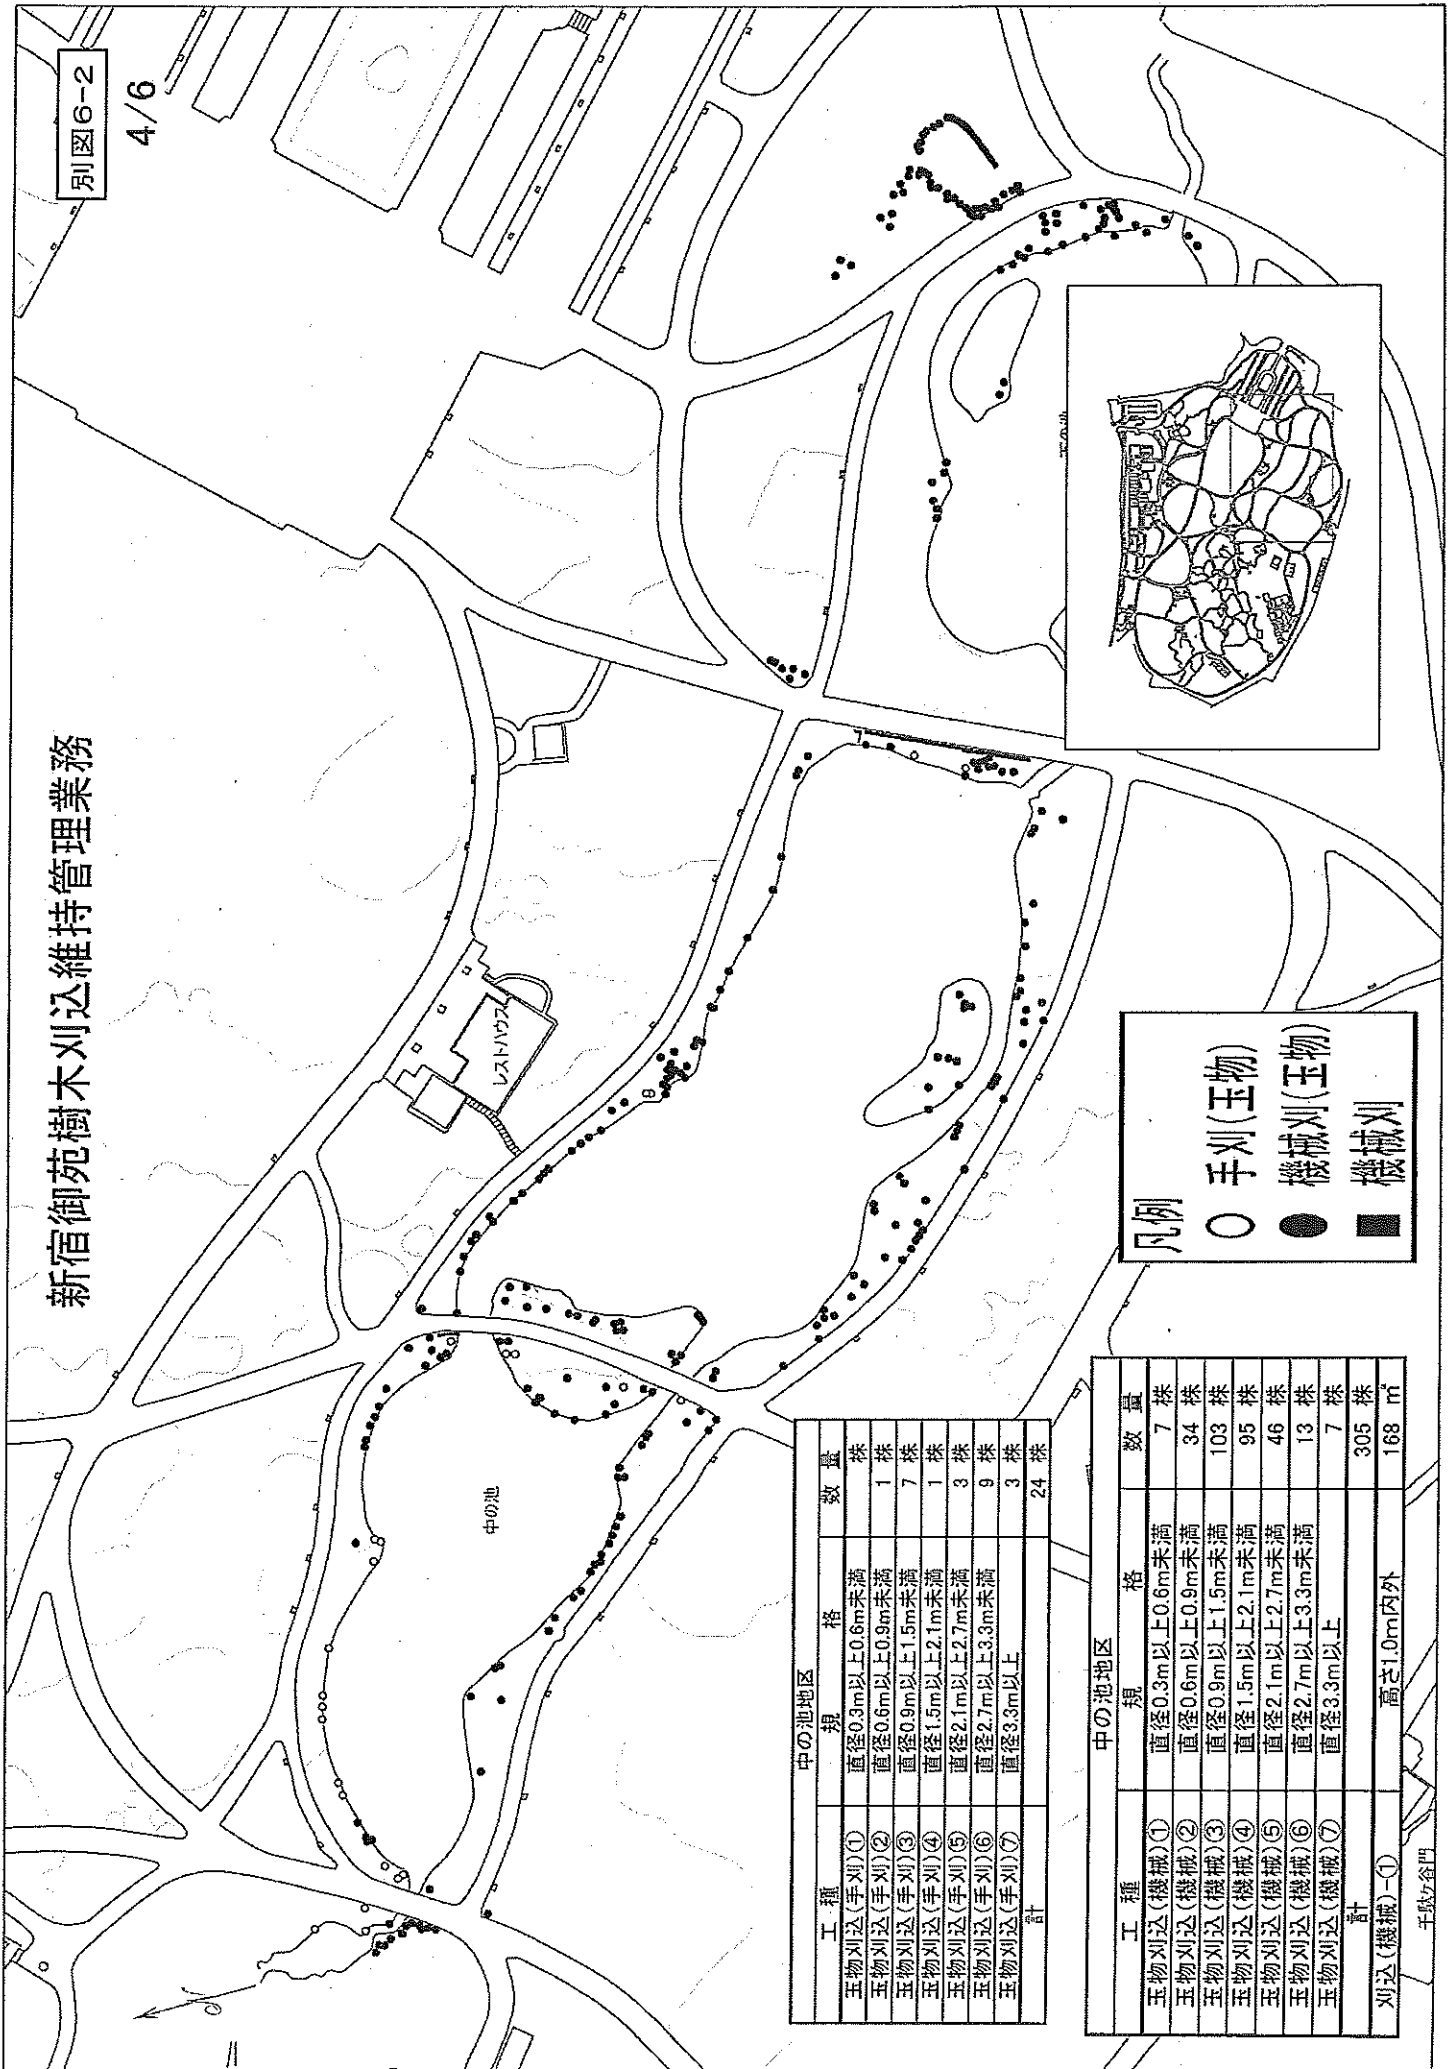 別図6-2
4/6
新宿御苑樹木刈込維持管理業務
レストハウス
中の池
凡例
手刈(玉物)
機械刈(玉物)
機械刈
中の池地区
工種 規格 数量
玉物刈込(手刈)① 直径0.3m以上0.6m未満 株
玉物刈込(手刈)② 直径0.6m以上0.9m未満 1 株
玉物刈込(手刈)③ 直径0.9m以上1.5m未満 7 株
玉物刈込(手刈)④ 直径1.5m以上2.1m未満 1 株
玉物刈込(手刈)⑤ 直径2.1m以上2.7m未満 3 株
玉物刈込(手刈)⑥ 直径2.7m以上3.3m未満 9 株
玉物刈込(手刈)⑦ 直径3.3m以上 3 株
計 24 株
中の池地区
工種 規格 数量
玉物刈込(機械)① 直径0.3m以上0.6m未満 7 株
玉物刈込(機械)② 直径0.6m以上0.9m未満 34 株
玉物刈込(機械)③ 直径0.9m以上1.5m未満 103 株
玉物刈込(機械)④ 直径1.5m以上2.1m未満 95 株
玉物刈込(機械)⑤ 直径2.1m以上2.7m未満 46 株
玉物刈込(機械)⑥ 直径2.7m以上3.3m未満 13 株
玉物刈込(機械)⑦ 直径3.3m以上 7 株
計 305 株
刈込(機械)-① 高さ1.0m内外 168 ㎡
千駄ケ谷門